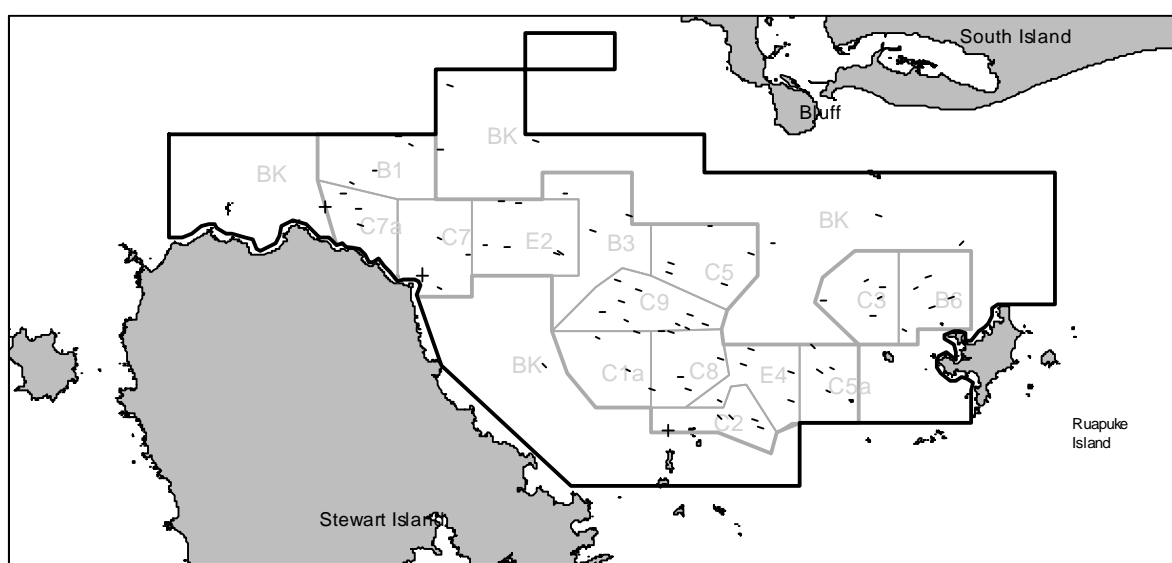 South Island
Bluff
BK
B1
BK
BK
C7a
C7
E2
B3
C5
C3
B6
C9
BK
C1a
C8
E4
C5a
C2
Ruapuke
Island
Stewart Island